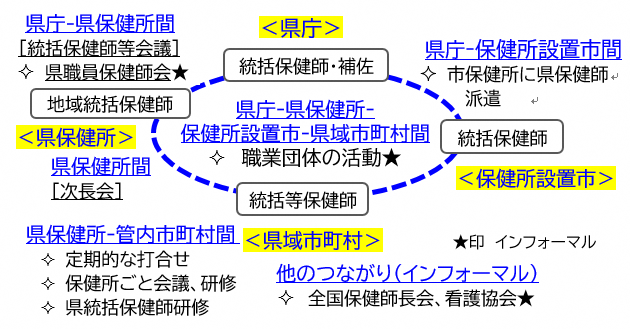 県庁-県保健所間
＜県庁＞
[統括保健師等会議]
✧ 県職員保健師会★
統括保健師・補佐
県庁-保健所設置市間
✧ 市保健所に県保健師
派遣
地域統括保健師
県庁-県保健所-
保健所設置市-県域市町村間
✧ 職業団体の活動★
＜県保健所＞
統括保健師
県保健所間
[次長会]
＜保健所設置市＞
統括等保健師
県保健所-管内市町村間
＜県域市町村＞
★印 インフォーマル
✧ 定期的な打合せ
✧ 保健所ごと会議、研修
✧ 県統括保健師研修
他のつながり(インフォーマル)
✧ 全国保健師長会、看護協会★